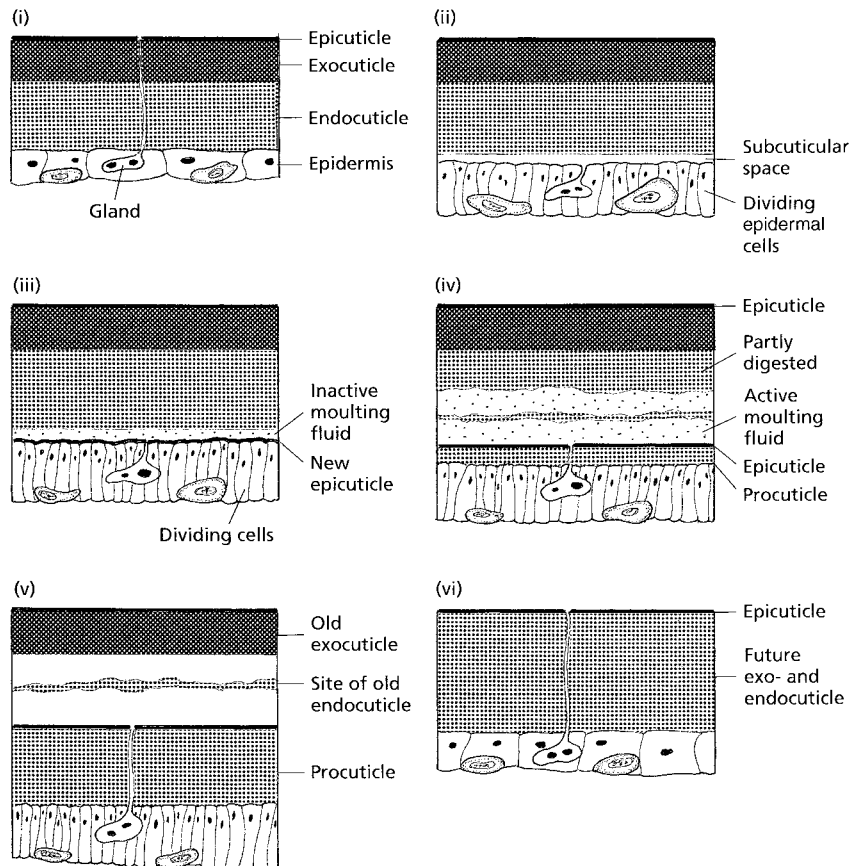 (i)
Epicuticle
Exocuticle
Endocuticle
Epidermis
Gland
(ii)
Subcuticular
space
Dividing
epidermal
cells
(iii)
Inactive
moulting
fluid
New
epicuticle
Dividing cells
(iv)
Epicuticle
Partly
digested
Active
moulting
fluid
Epicuticle
Procuticle
(v)
Old
exocuticle
Site of old
endocuticle
Procuticle
(vi)
Epicuticle
Future
exo- and
endocuticle